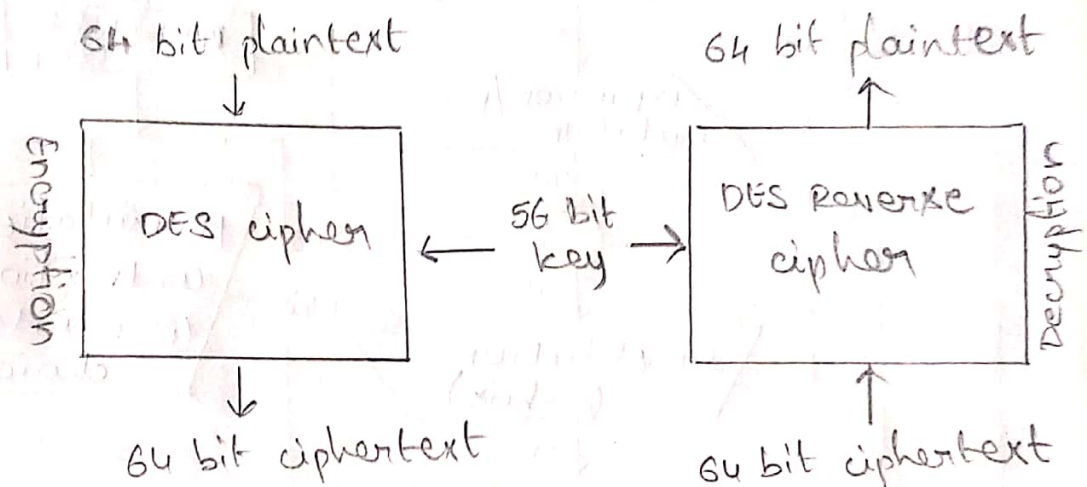 64 bit plaintext
64 bit plaintext
Encryption
DES cipher
56 bit
key
DES Reverse
cipher
Decryption
64 bit ciphertext
64 bit ciphertext